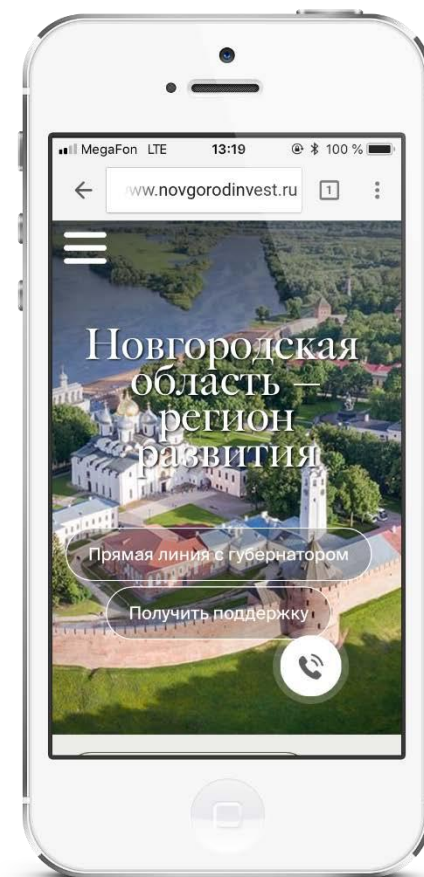 MegaFon LTE 13:19 100 %
ww.novgorodinvest.ru 1
Новгородская
область —
регион
развития
Прямая линия с губернатором
Получить поддержку